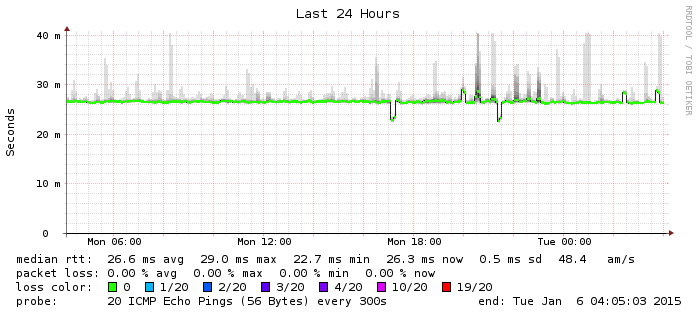 Last 24 Hours
RRDTOOL / TOBI OETIKER
40 m
30 m
20 m
10 m
0
Seconds
Mon 06:00 Mon 12:00 Mon 18:00 Tue 00:00
median rtt: 26.6 ms avg 29.0 ms max 22.7 ms min 26.3 ms now 0.5 ms sd 48.4 am/s
packet loss: 0.00 % avg 0.00 % max 0.00 % min 0.00 % now
loss color: 0 1/20 2/20 3/20 4/20 10/20 19/20
probe: 20 ICMP Echo Pings (56 Bytes) every 300s end: Tue Jan 6 04:05:03 2015